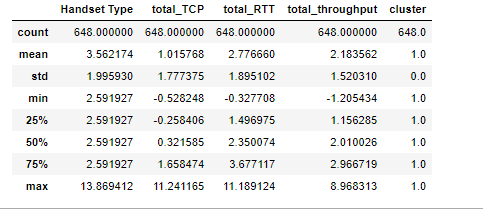 Handset Type total_TCP total_RTT total_throughput cluster
count 648.000000 648.000000 648.000000 648.000000 648.0
mean 3.562174 1.015768 2.776660 2.183562 1.0
std 1.995930 1.777375 1.895102 1.520310 0.0
min 2.591927 -0.528248 -0.327708 -1.205434 1.0
25% 2.591927 -0.258406 1.496975 1.156285 1.0
50% 2.591927 0.321585 2.350074 2.010026 1.0
75% 2.591927 1.658474 3.677117 2.966719 1.0
max 13.869412 11.241165 11.189124 8.968313 1.0